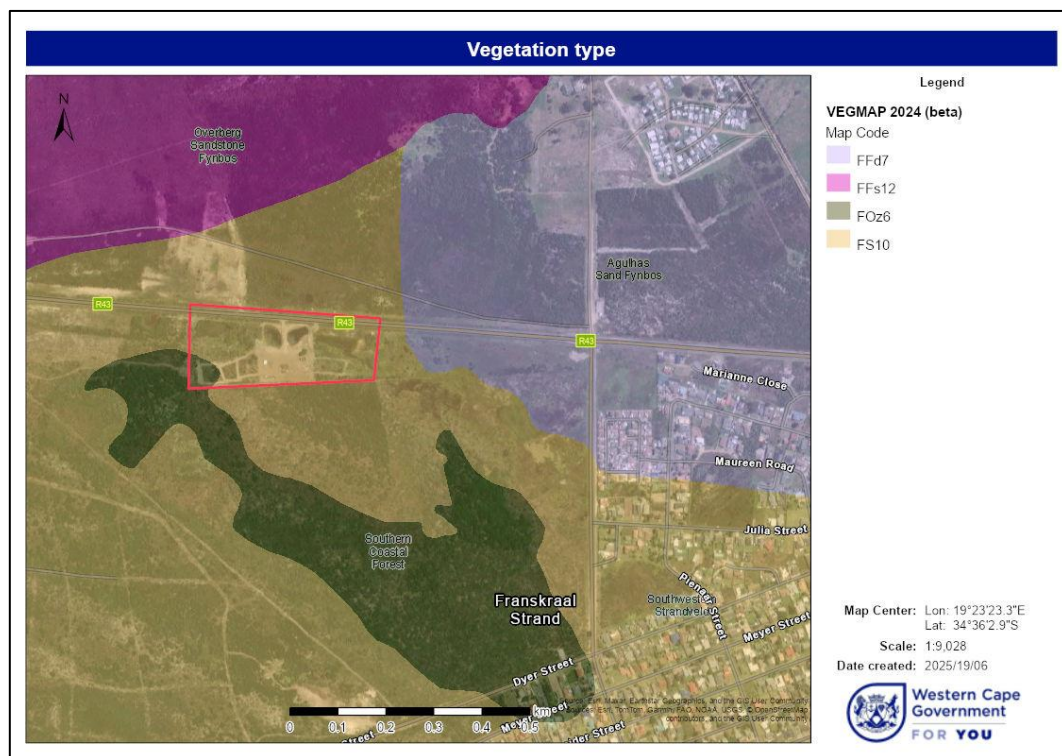 Vegetation type
N
Overberg
Sandstone
Fynbos
Agulhas
Sand Fynbos
R43
R43
R43
Marianne Close
Maureen Road
Julia Street
Southern
Coastal
Forest
Franskraal
Strand
Southwestern
Strandveld
Pienaar Street
Meyer Street
Dyer Street
Meyer Street
0 0.1 0.2 0.3 0.4 0.5
km
Legend
VEGMAP 2024 (beta)
Map Code
FFd7
FFs12
FOz6
FS10
Map Center: Lon: 19°23'23.3"E
Lat: 34°36'2.9"S
Scale: 1:9,028
Date created: 2025/19/06
Western Cape
Government
FOR YOU